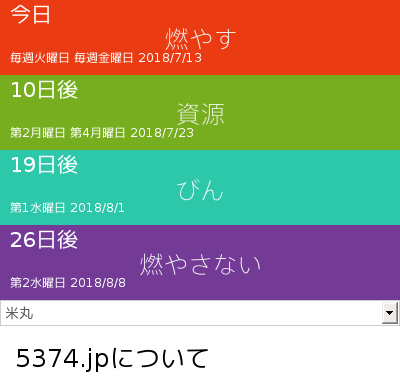 今日
燃やす
毎週火曜日 毎週金曜日 2018/7/13
10日後
資源
第2月曜日 第4月曜日 2018/7/23
19日後
びん
第1水曜日 2018/8/1
26日後
燃やさない
第2水曜日 2018/8/8
米丸
5374.jpについて